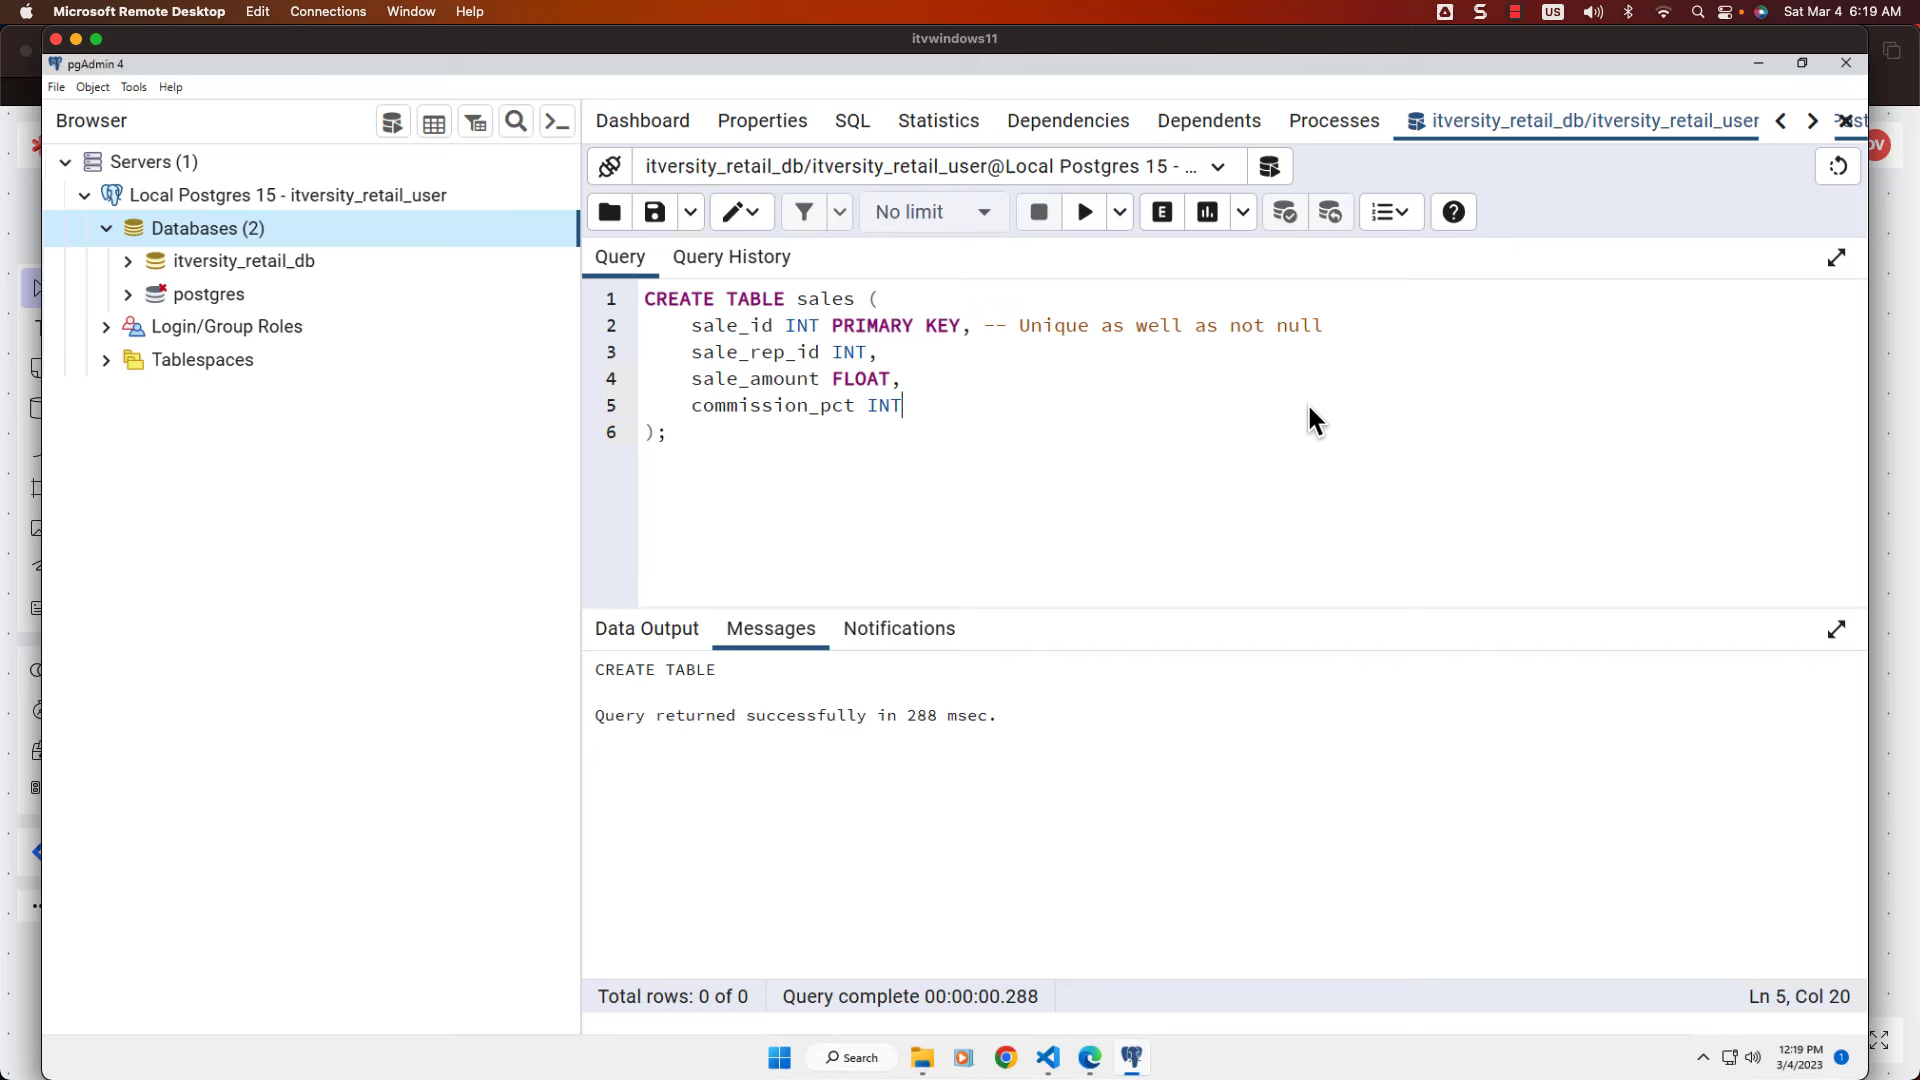 Microsoft Remote Desktop Edit Connections Window Help
US
Sat Mar 4 6:19 AM
itvwindows11
pgAdmin 4
File Object Tools Help
Browser
Dashboard Properties SQL Statistics Dependencies Dependents Processes itversity_retail_db/itversity_retail_user
Servers (1)
Local Postgres 15 - itversity_retail_user
Databases (2)
itversity_retail_db
postgres
Login/Group Roles
Tablespaces
itversity_retail_db/itversity_retail_user@Local Postgres 15 - ...
No limit
E
Query Query History
1 CREATE TABLE sales (
2 sale_id INT PRIMARY KEY, -- Unique as well as not null
3 sale_rep_id INT,
4 sale_amount FLOAT,
5 commission_pct INT
6 );
Data Output Messages Notifications
CREATE TABLE
Query returned successfully in 288 msec.
Total rows: 0 of 0 Query complete 00:00:00.288 Ln 5, Col 20
Search
12:19 PM
3/4/2023
1